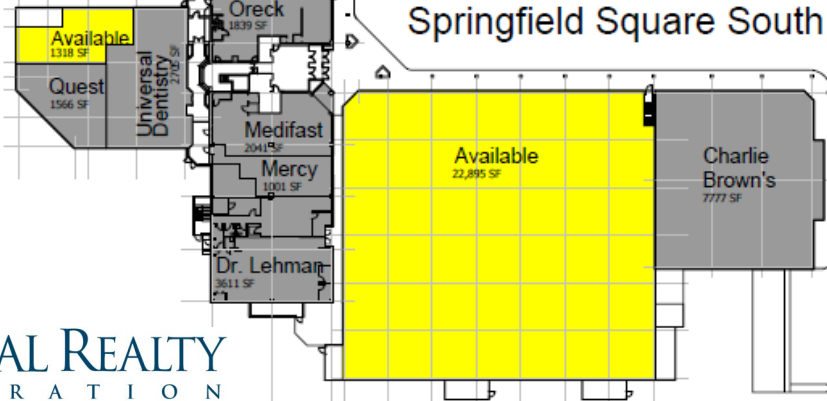 Springfield Square South
Oreck
1839 SF
Available
1318 SF
Universal
Dentistry
2705 SF
Quest
1566 SF
Medifast
2041 SF
Mercy
1001 SF
Dr. Lehman
3611 SF
Available
22,895 SF
Charlie
Brown's
7777 SF
AL REALTY
RATION